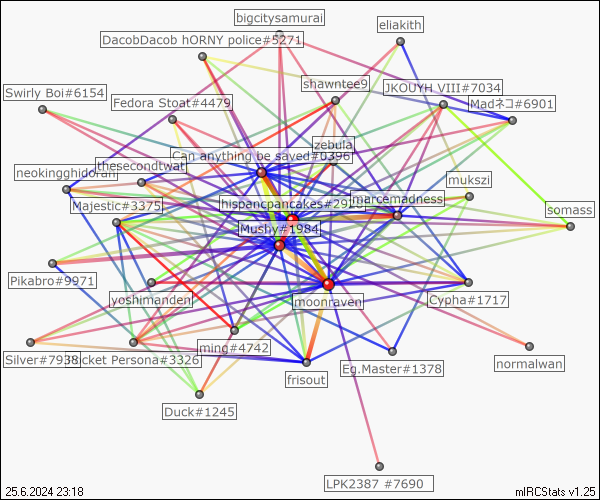 bigcitysamurai
eliakith
DacobDacob hORNY police#5271
shawntee9
JKOUYH VIII#7034
Swirly Boi#6154
Fedora Stoat#4479
Madネコ#6901
zebula
Can anything be saved#0396
thesecondtwat
neokingghidorah
mukszi
marcemadness
hispancpancakes#29
Majestic#3375
somass
Mushy#1984
Pikabro#9971
yoshimanden
moonraven
Cypha#1717
ming#4742
Silver#7938
cket Persona#3326
Eg.Master#1378
normalwan
frisout
Duck#1245
LPK2387 #7690
25.6.2024 23:18
mIRCStats v1.25